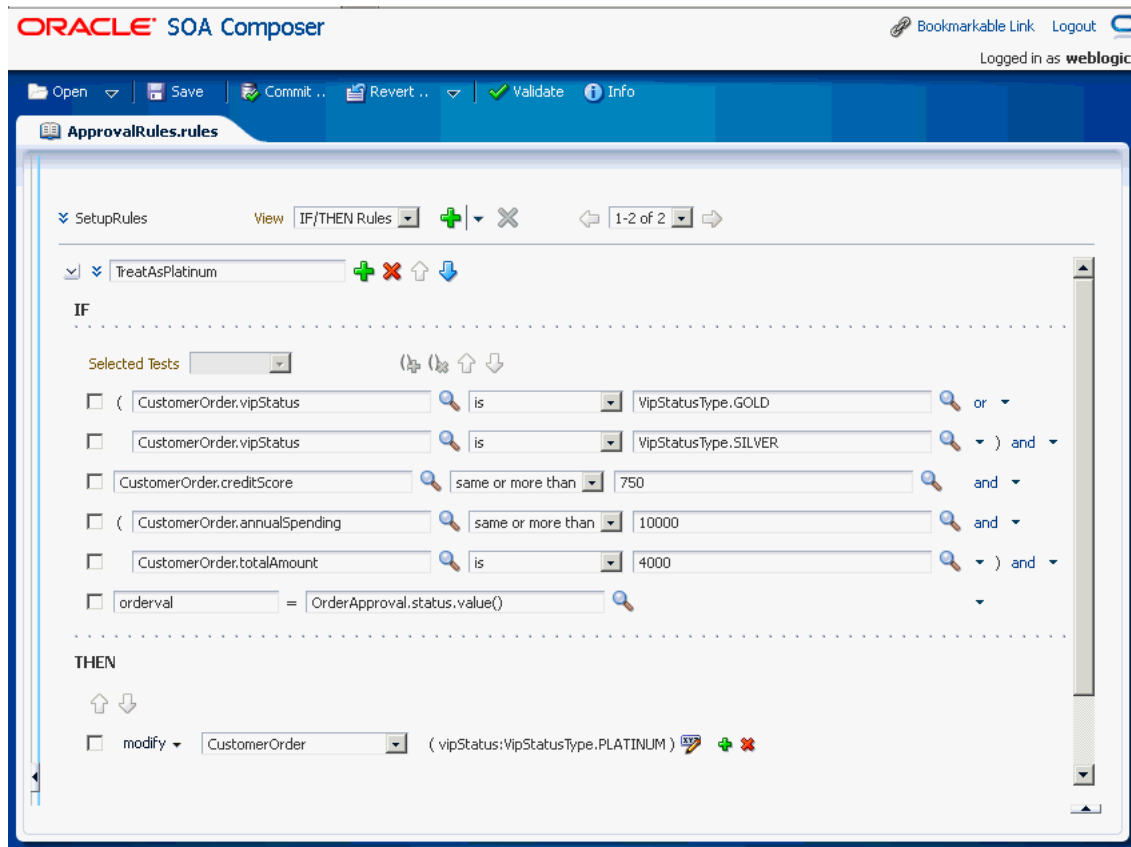 ORACLE SOA Composer
Bookmarkable Link Logout
Logged in as weblogic
Open Save Commit .. Revert .. Validate Info
ApprovalRules.rules
SetupRules View IF/THEN Rules 1-2 of 2
TreatAsPlatinum
IF
Selected Tests
( CustomerOrder.vipStatus is VipStatusType.GOLD or
CustomerOrder.vipStatus is VipStatusType.SILVER ) and
CustomerOrder.creditScore same or more than 750 and
( CustomerOrder.annualSpending same or more than 10000 and
CustomerOrder.totalAmount is 4000 ) and
orderval = OrderApproval.status.value()
THEN
modify CustomerOrder ( vipStatus:VipStatusType.PLATINUM )